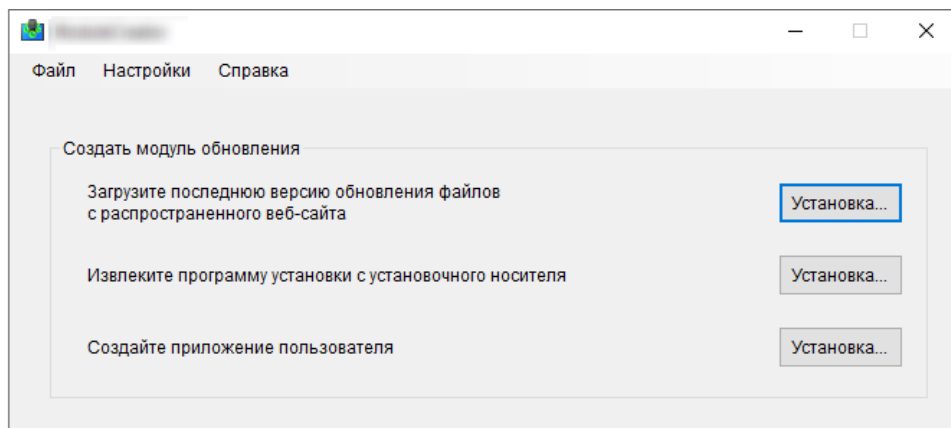 Файл Настройки Справка
Создать модуль обновления
Загрузите последнюю версию обновления файлов
с распространенного веб-сайта
Установка...
Извлеките программу установки с установочного носителя
Установка...
Создайте приложение пользователя
Установка...